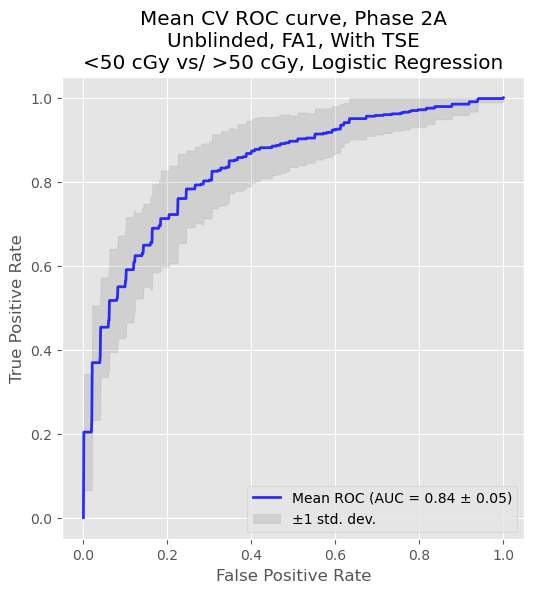 Mean CV ROC curve, Phase 2A
Unblinded, FA1, With TSE
<50 cGy vs/ >50 cGy, Logistic Regression
True Positive Rate
1.0
0.8
0.6
0.4
0.2
0.0
Mean ROC (AUC = 0.84 ± 0.05)
±1 std. dev.
0.0 0.2 0.4 0.6 0.8 1.0
False Positive Rate